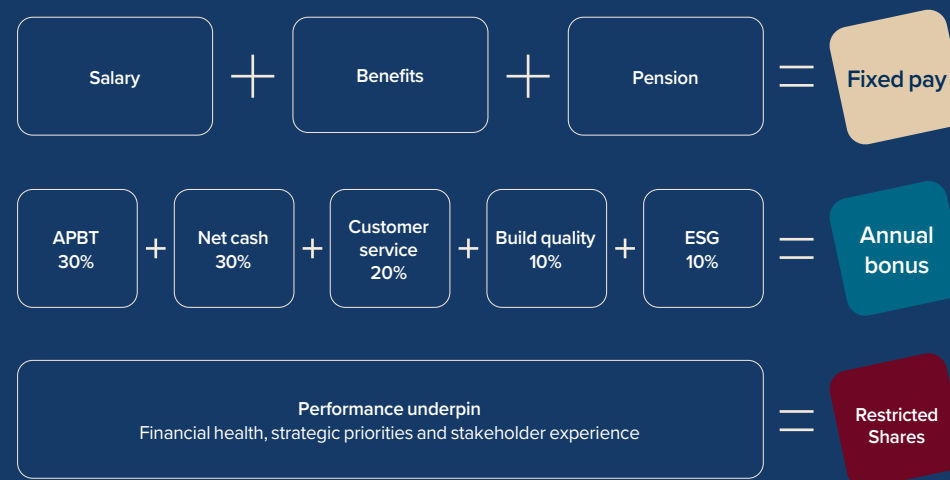 Salary
+
Benefits
+
Pension
=
Fixed pay
APBT
30%
+
Net cash
30%
+
Customer
service
20%
+
Build quality
10%
+
ESG
10%
=
Annual
bonus
Performance underpin
Financial health, strategic priorities and stakeholder experience
=
Restricted
Shares